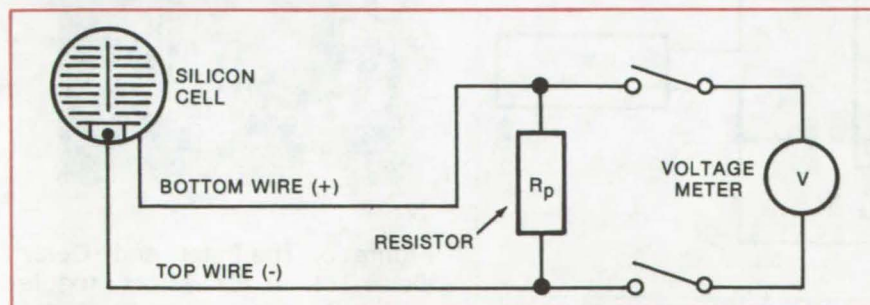 SILICON
CELL
BOTTOM WIRE (+)
TOP WIRE (-)
RESISTOR
Rp
VOLTAGE
METER
V